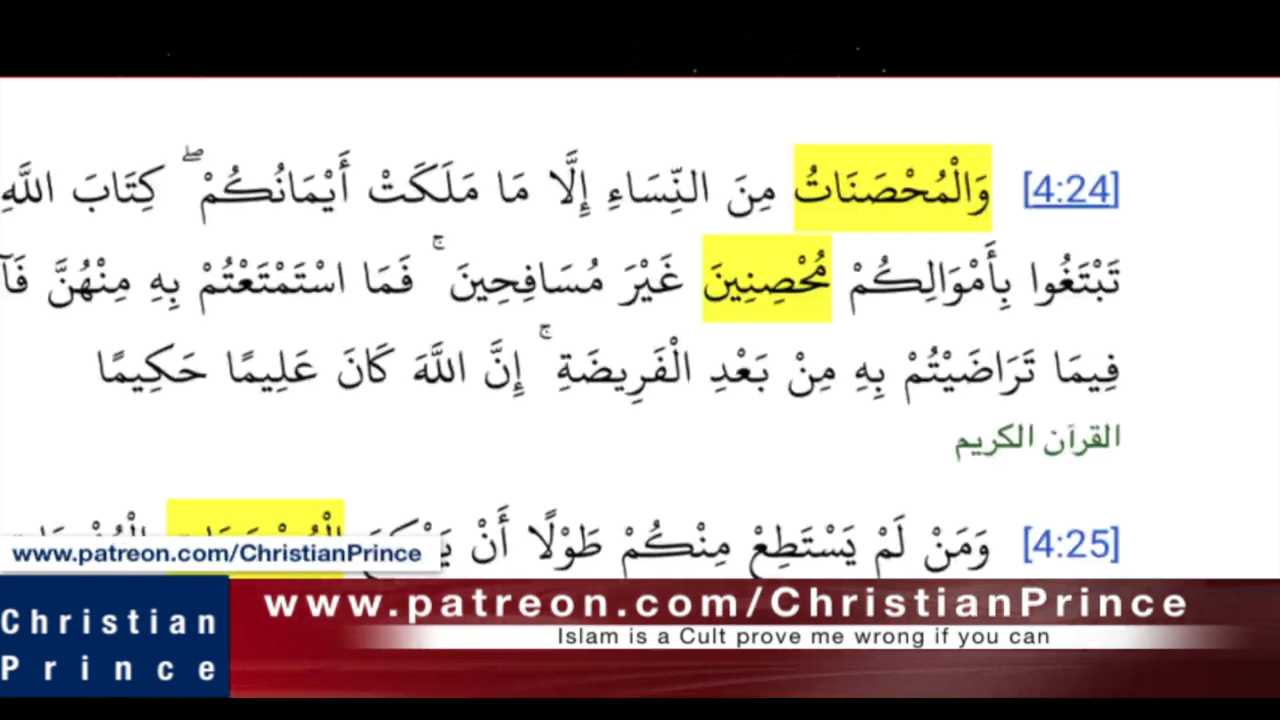 [4:24] وَالْمُحْصَنَاتُ مِنَ النِّسَاءِ إِلَّا مَا مَلَكَتْ أَيْمَانُكُمْ ۖ كِتَابَ اللَّهِ
تَبْتَغُوا بِأَمْوَالِكُمْ مُحْصِنِينَ غَيْرَ مُسَافِحِينَ ۚ فَمَا اسْتَمْتَعْتُمْ بِهِ مِنْهُنَّ
فِيمَا تَرَاضَيْتُمْ بِهِ مِنْ بَعْدِ الْفَرِيضَةِ ۚ إِنَّ اللَّهَ كَانَ عَلِيمًا حَكِيمًا
القرآن الكريم
[4:25] وَمَنْ لَمْ يَسْتَطِعْ مِنْكُمْ طَوْلًا أَنْ
www.patreon.com/ChristianPrince
www.patreon.com/ChristianPrince
Islam is a Cult prove me wrong if you can
Christian
Prince